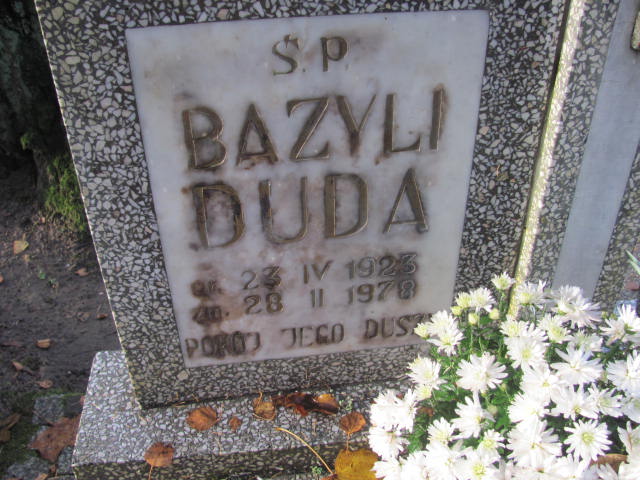 Ś.P.
BAZYLI
DUDA
ur. 23 IV 1923
zm. 28 II 1978
POKÓJ JEGO DUSZY